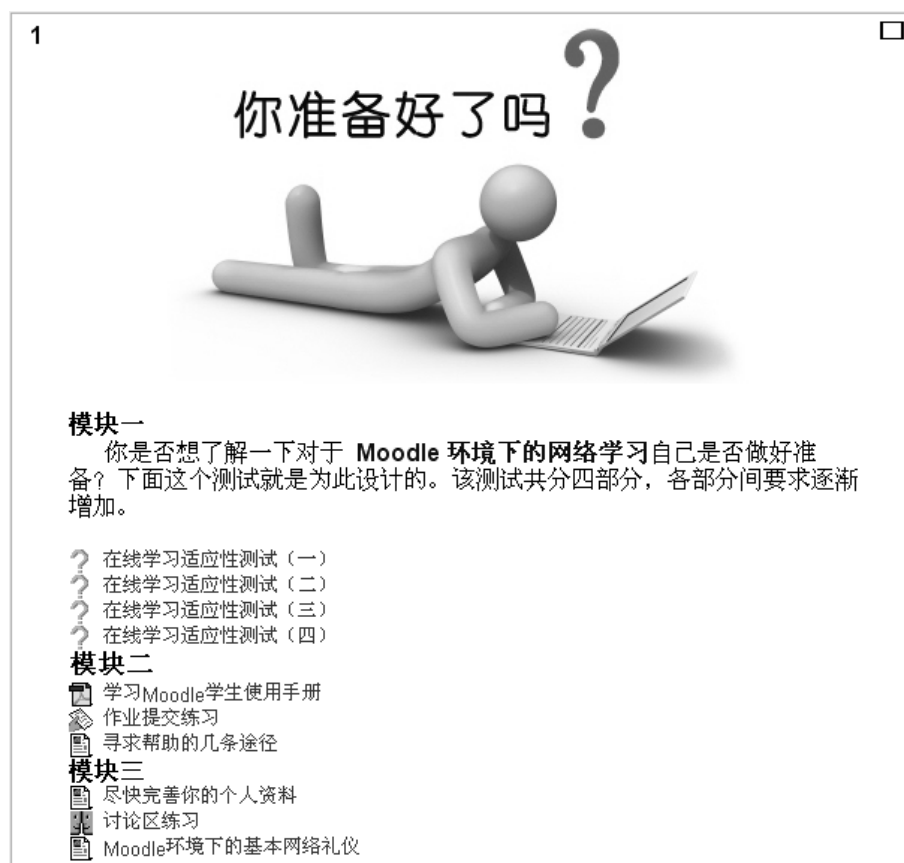 1
你准备好了吗？
模块一
你是否想了解一下对于 Moodle 环境下的网络学习自己是否做好准
备？下面这个测试就是为此设计的。该测试共分四部分，各部分间要求逐渐
增加。
在线学习适应性测试（一）
在线学习适应性测试（二）
在线学习适应性测试（三）
在线学习适应性测试（四）
模块二
学习Moodle学生使用手册
作业提交练习
寻求帮助的几条途径
模块三
尽快完善你的个人资料
讨论区练习
Moodle环境下的基本网络礼仪